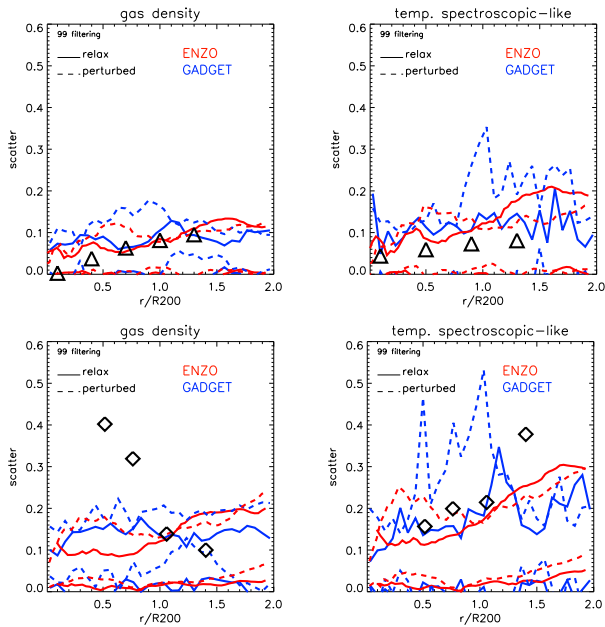 gas density
99 filtering
relax ENZO
perturbed GADGET
scatter
0.6
0.5
0.4
0.3
0.2
0.1
0.0
0.5 1.0 1.5 2.0
r/R200
temp. spectroscopic-like
99 filtering
relax ENZO
perturbed GADGET
scatter
0.6
0.5
0.4
0.3
0.2
0.1
0.0
0.5 1.0 1.5 2.0
r/R200
gas density
99 filtering
relax ENZO
perturbed GADGET
scatter
0.6
0.5
0.4
0.3
0.2
0.1
0.0
0.5 1.0 1.5 2.0
r/R200
temp. spectroscopic-like
99 filtering
relax ENZO
perturbed GADGET
scatter
0.6
0.5
0.4
0.3
0.2
0.1
0.0
0.5 1.0 1.5 2.0
r/R200